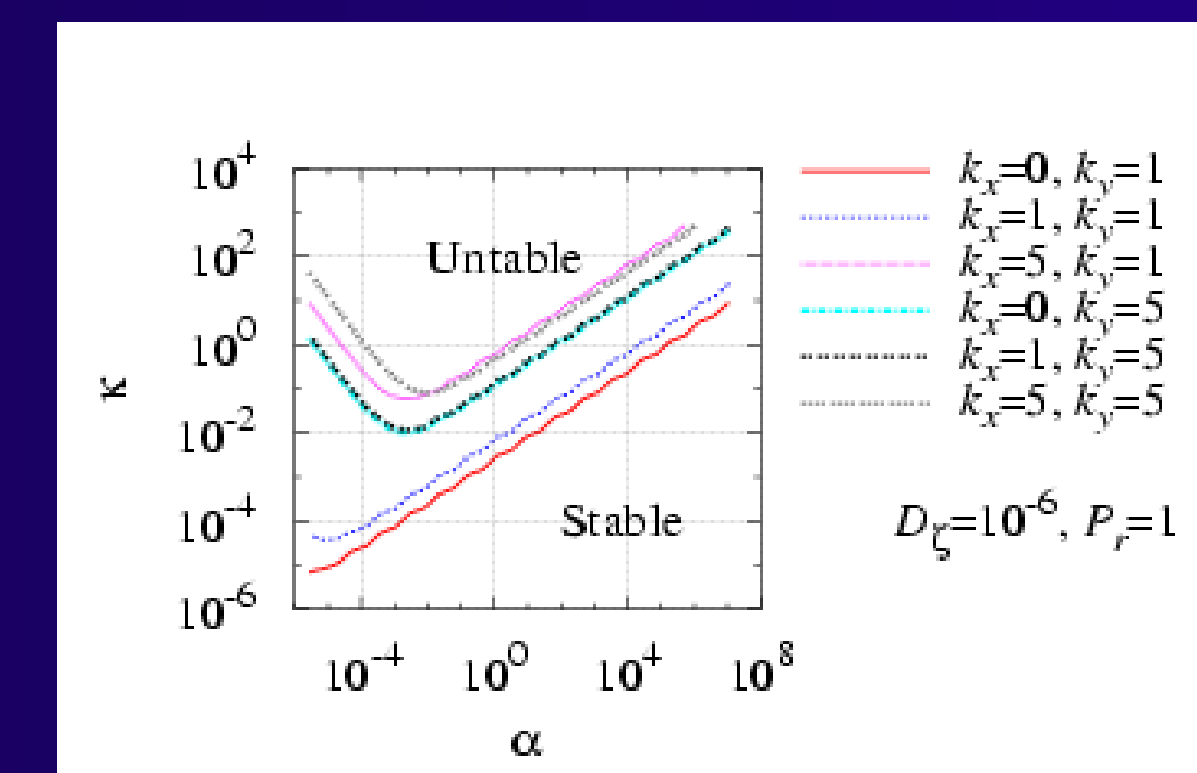 10^4
10^2
10^0
10^-2
10^-4
10^-6
κ
Untable
Stable
10^-4 10^0 10^4 10^8
α
k_x=0, k_y=1
k_x=1, k_y=1
k_x=5, k_y=1
k_x=0, k_y=5
k_x=1, k_y=5
k_x=5, k_y=5
D_ζ=10^-6, P_r=1